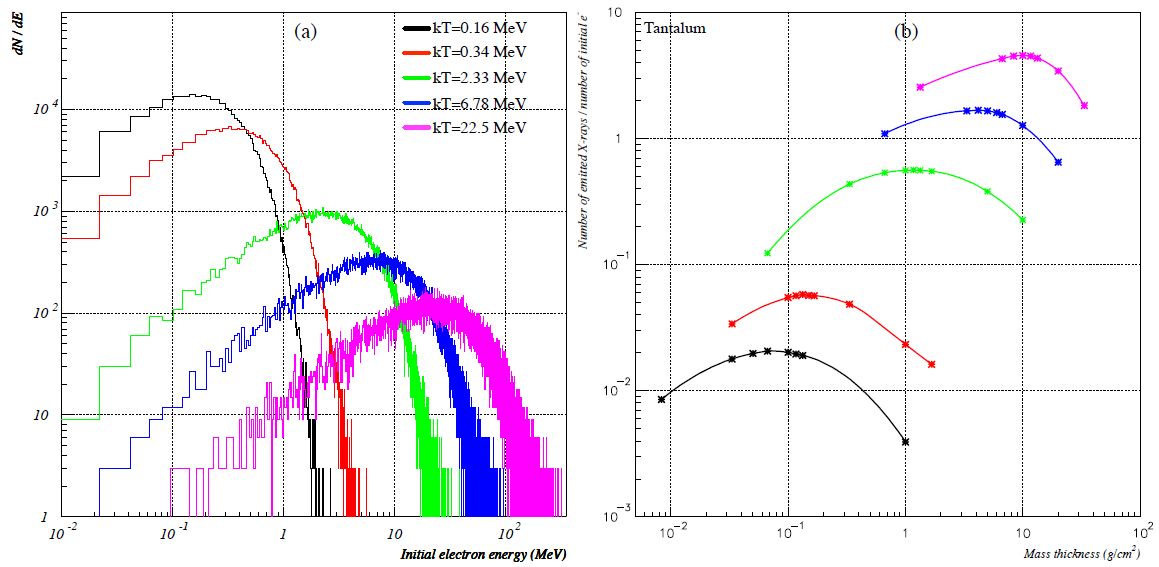 dN / dE
(a)
kT=0.16 MeV
kT=0.34 MeV
kT=2.33 MeV
kT=6.78 MeV
kT=22.5 MeV
10^4
10^3
10^2
10
1
10^-2
10^-1
1
10
10^2
Initial electron energy (MeV)
Number of emitted X-rays / number of initial e^-
Tantalum
(b)
10
1
10^-1
10^-2
10^-3
10^-2
10^-1
1
10
10^2
Mass thickness (g/cm^2)